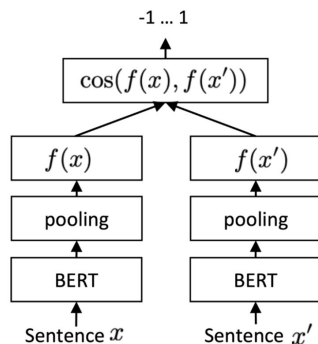 -1 ... 1
cos(f(x), f(x′))
f(x) f(x′)
pooling pooling
BERT BERT
Sentence x Sentence x′